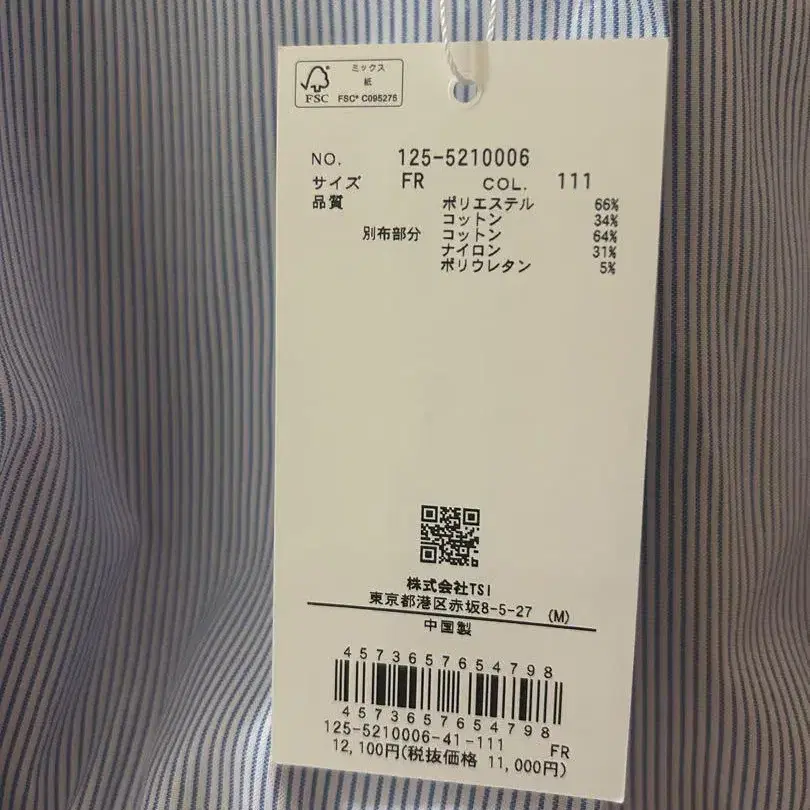 ミックス
紙
FSC
FSC® C095275
NO. 125-5210006
サイズ FR COL. 111
品質 ポリエステル 66%
コットン 34%
別布部分 コットン 64%
ナイロン 31%
ポリウレタン 5%
株式会社TSI
東京都港区赤坂8-5-27 (M)
中国製
4573657654798
4573657654798
125-5210006-41-111 FR
12,100円(税抜価格 11,000円)